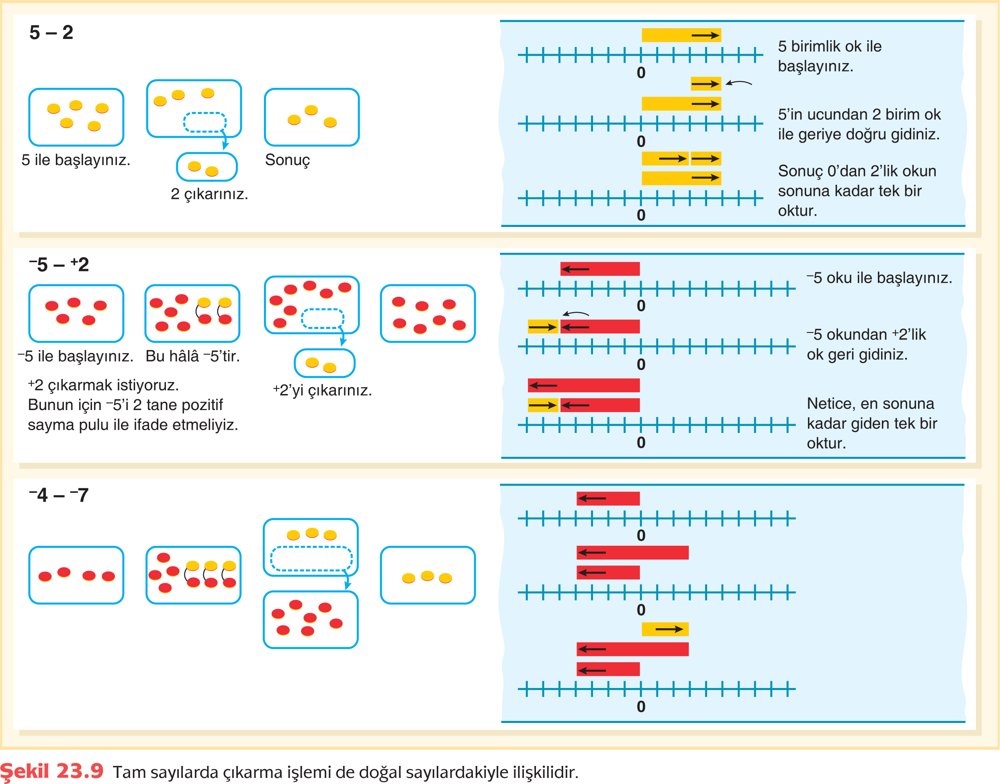 5 – 2
5 ile başlayınız.
2 çıkarınız.
Sonuç
0
5 birimlik ok ile
başlayınız.
0
5’in ucundan 2 birim ok
ile geriye doğru gidiniz.
0
Sonuç 0’dan 2’lik okun
sonuna kadar tek bir
oktur.
⁻5 – ⁺2
⁻5 ile başlayınız.
Bu hâlâ ⁻5’tir.
⁺2 çıkarmak istiyoruz.
Bunun için ⁻5’i 2 tane pozitif
sayma pulu ile ifade etmeliyiz.
⁺2’yi çıkarınız.
0
⁻5 oku ile başlayınız.
0
⁻5 okundan ⁺2’lik
ok geri gidiniz.
0
Netice, en sonuna
kadar giden tek bir
oktur.
⁻4 – ⁻7
0
0
0
Şekil 23.9 Tam sayılarda çıkarma işlemi de doğal sayılardakiyle ilişkilidir.